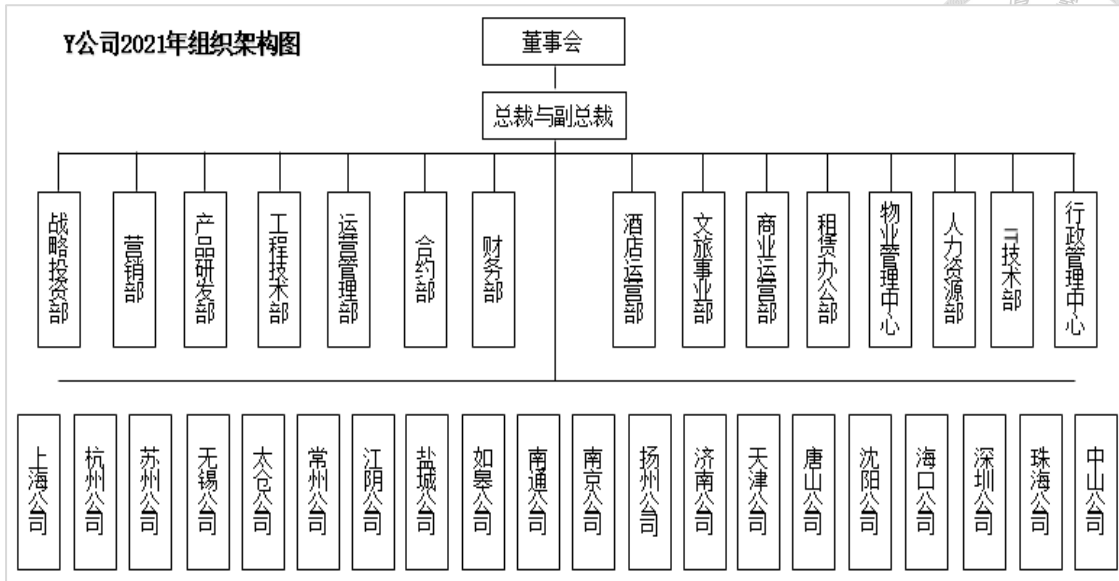 Y公司2021年组织架构图
董事会
总裁与副总裁
战略投资部
营销部
产品研发部
工程技术部
运营管理部
合约部
财务部
酒店运营部
文旅事业部
商业运营部
租赁办公部
物业管理中心
人力资源部
技术部
行政管理中心
上海公司
杭州公司
苏州公司
无锡公司
太仓公司
常州公司
江阴公司
盐城公司
如皋公司
南通公司
南京公司
扬州公司
济南公司
天津公司
唐山公司
沈阳公司
海口公司
深圳公司
珠海公司
中山公司